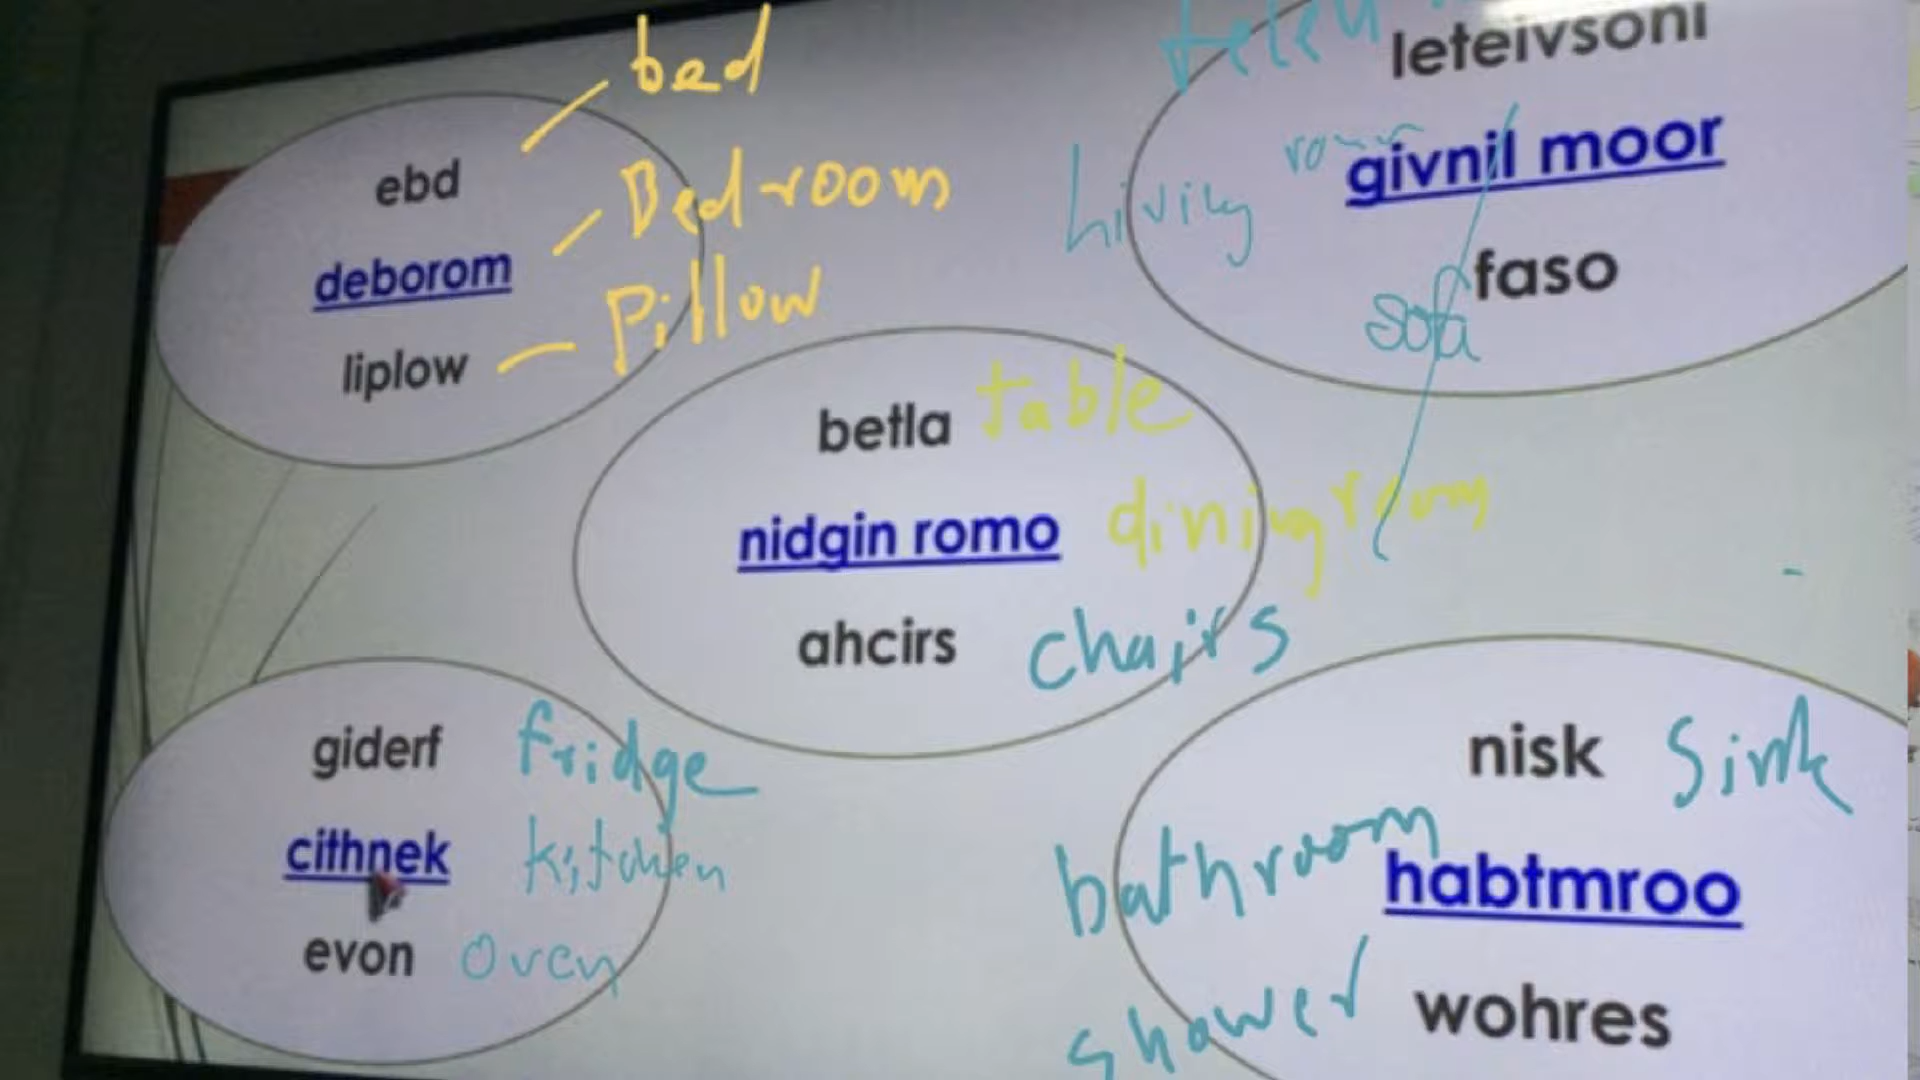 ebd bed
deborom Bedroom
liplow Pillow
leteivsoni
Living room givnil moor
faso
sofa
betla table
nidgin romo dining room
ahcirs chairs
giderf fridge
cithnek kitchen
evon Oven
nisk Sink
bathroom habtmroo
shower wohres